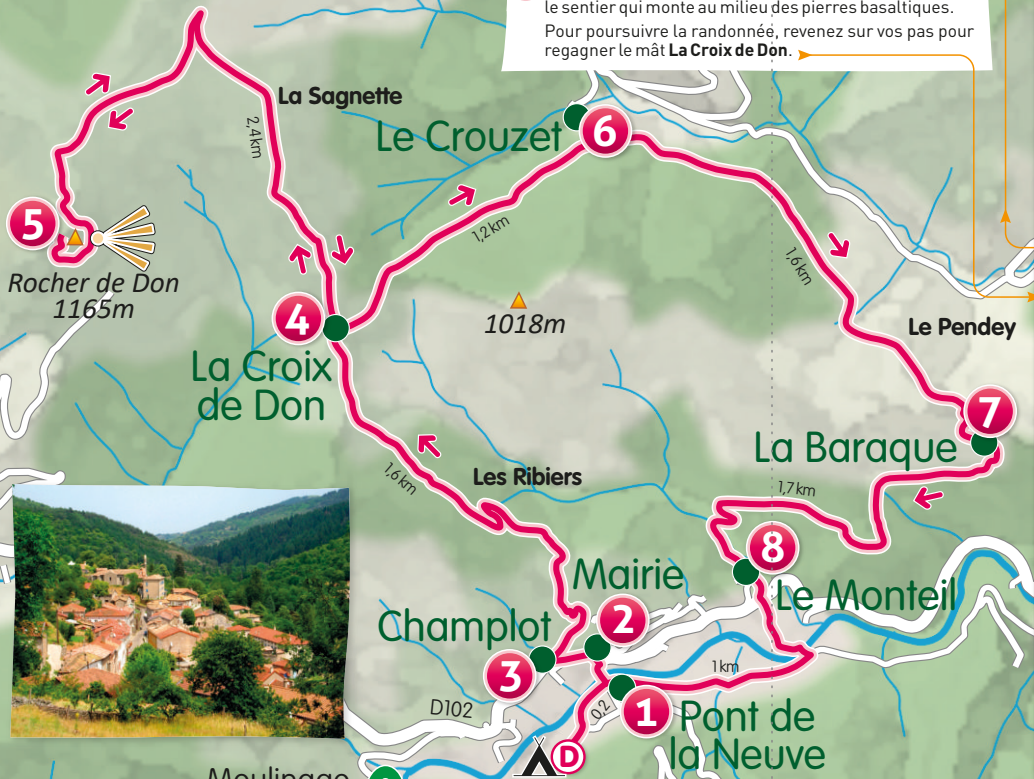 le sentier qui monte au milieu des pierres basaltiques.
Pour poursuivre la randonnée, revenez sur vos pas pour
regagner le mât La Croix de Don.
La Sagnette
2,4 km
Le Crouzet
6
5
1,2 km
1,6 km
Rocher de Don
1165m
4
1018m
Le Pendey
La Croix
de Don
7
La Baraque
1,6 km
Les Ribiers
1,7 km
8
Mairie
Le Monteil
2
Champlot
3
1 km
D102
0,2
1
Pont de
la Neuve
D
Moulinage